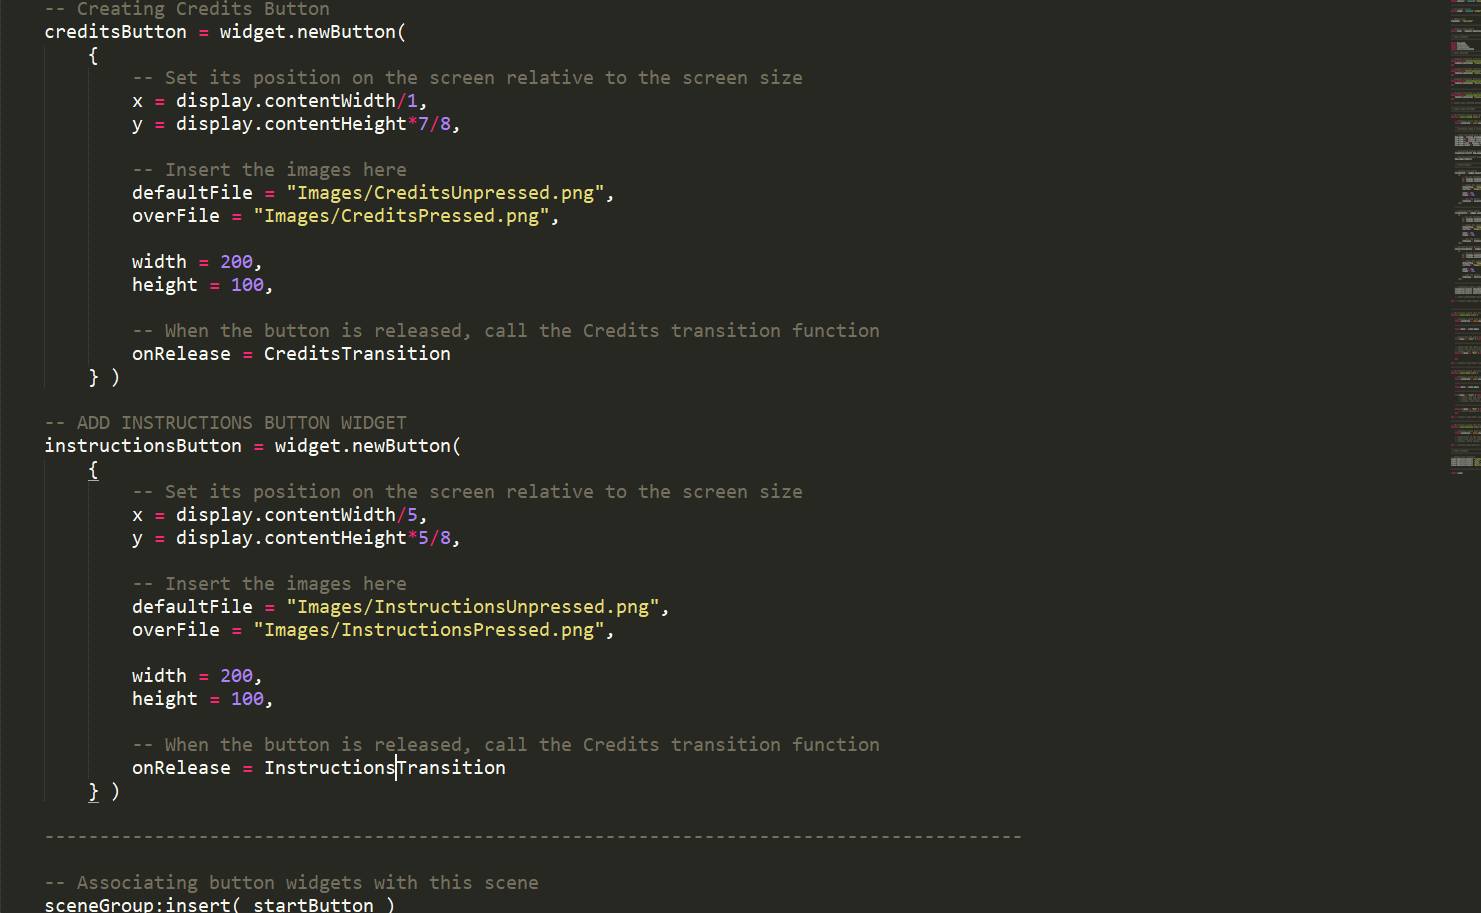 -- Creating Credits Button
creditsButton = widget.newButton(
{
-- Set its position on the screen relative to the screen size
x = display.contentWidth/1,
y = display.contentHeight*7/8,
-- Insert the images here
defaultFile = "Images/CreditsUnpressed.png",
overFile = "Images/CreditsPressed.png",
width = 200,
height = 100,
-- When the button is released, call the Credits transition function
onRelease = CreditsTransition
} )
-- ADD INSTRUCTIONS BUTTON WIDGET
instructionsButton = widget.newButton(
{
-- Set its position on the screen relative to the screen size
x = display.contentWidth/5,
y = display.contentHeight*5/8,
-- Insert the images here
defaultFile = "Images/InstructionsUnpressed.png",
overFile = "Images/InstructionsPressed.png",
width = 200,
height = 100,
-- When the button is released, call the Credits transition function
onRelease = InstructionsTransition
} )
-----------------------------------------------------------------------------------------
-- Associating button widgets with this scene
sceneGroup:insert( startButton )